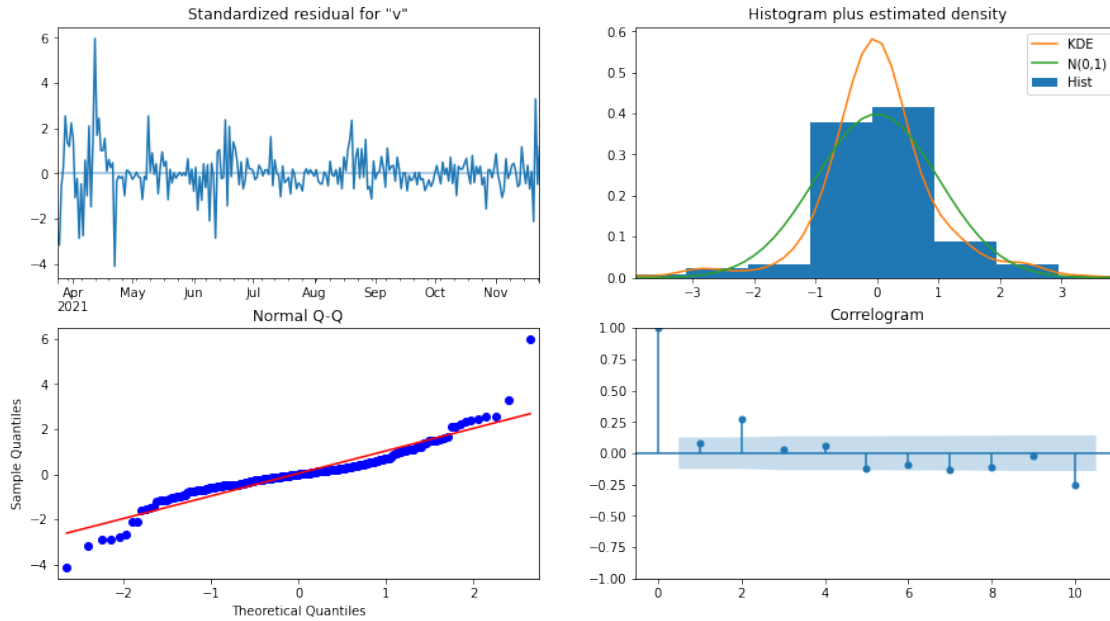 Standardized residual for "v"
6
4
2
0
−2
−4
Apr May Jun Jul Aug Sep Oct Nov
2021
Histogram plus estimated density
0.6
0.5
0.4
0.3
0.2
0.1
0.0
KDE
N(0,1)
Hist
−3 −2 −1 0 1 2 3
Normal Q-Q
Sample Quantiles
6
4
2
0
−2
−4
−2 −1 0 1 2
Theoretical Quantiles
Correlogram
1.00
0.75
0.50
0.25
0.00
−0.25
−0.50
−0.75
−1.00
0 2 4 6 8 10